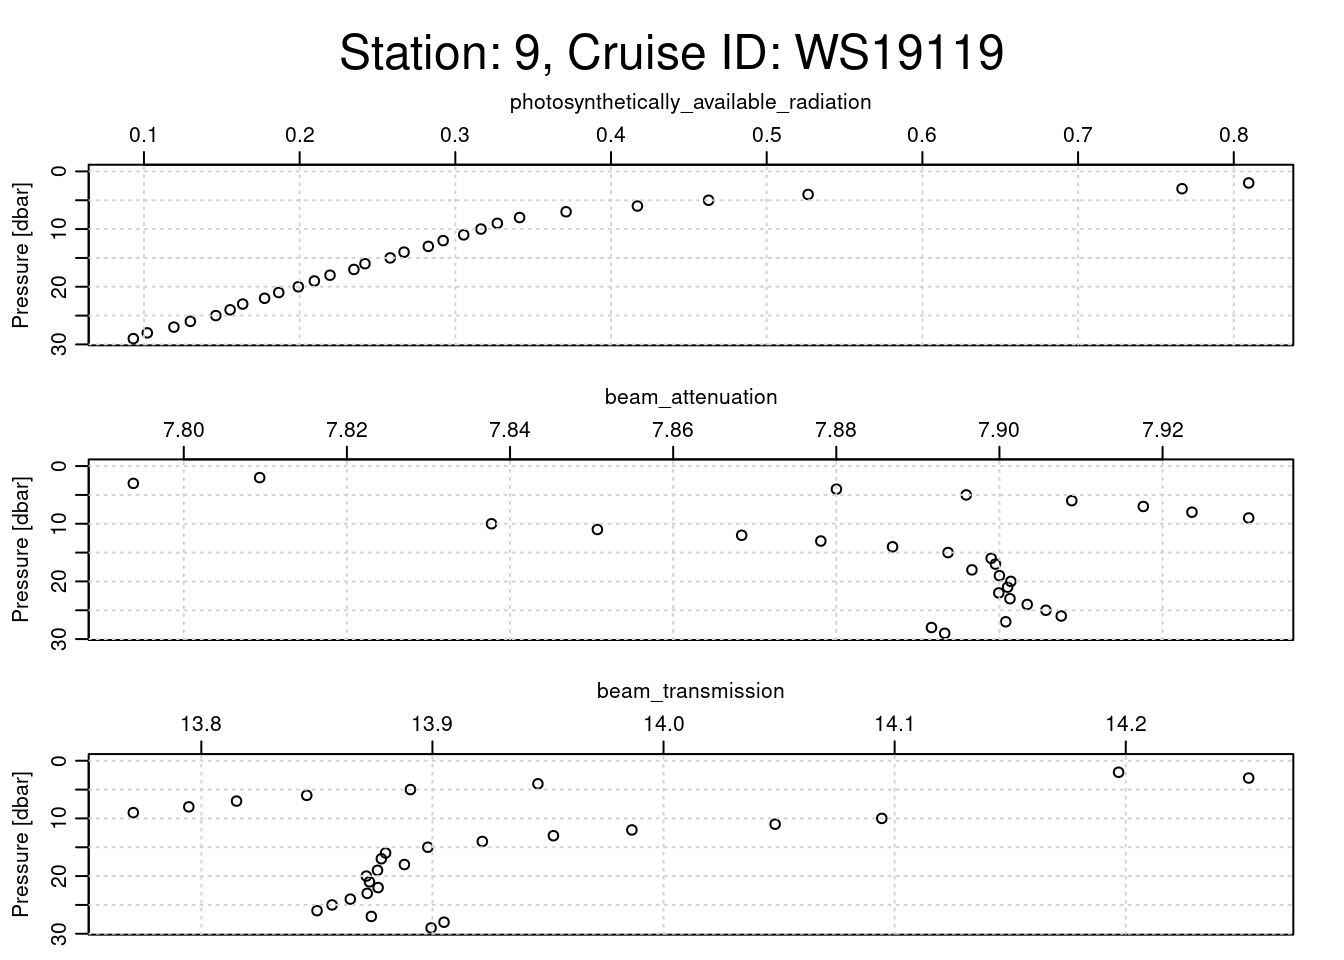 Station: 9, Cruise ID: WS19119
photosynthetically_available_radiation
0.1 0.2 0.3 0.4 0.5 0.6 0.7 0.8
Pressure [dbar]
0
10
20
30
beam_attenuation
7.80 7.82 7.84 7.86 7.88 7.90 7.92
Pressure [dbar]
0
10
20
30
beam_transmission
13.8 13.9 14.0 14.1 14.2
Pressure [dbar]
0
10
20
30